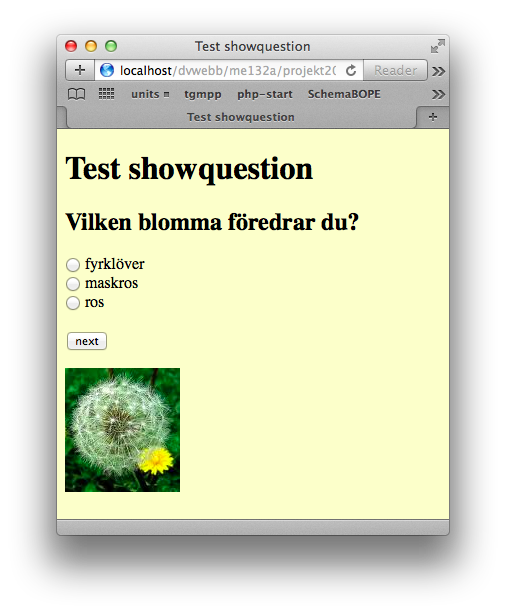 Test showquestion
localhost/dvwebb/me132a/projekt20
Reader
units
tgmpp
php-start
SchemaBOPE
Test showquestion
Test showquestion
Vilken blomma föredrar du?
fyrklöver
maskros
ros
next